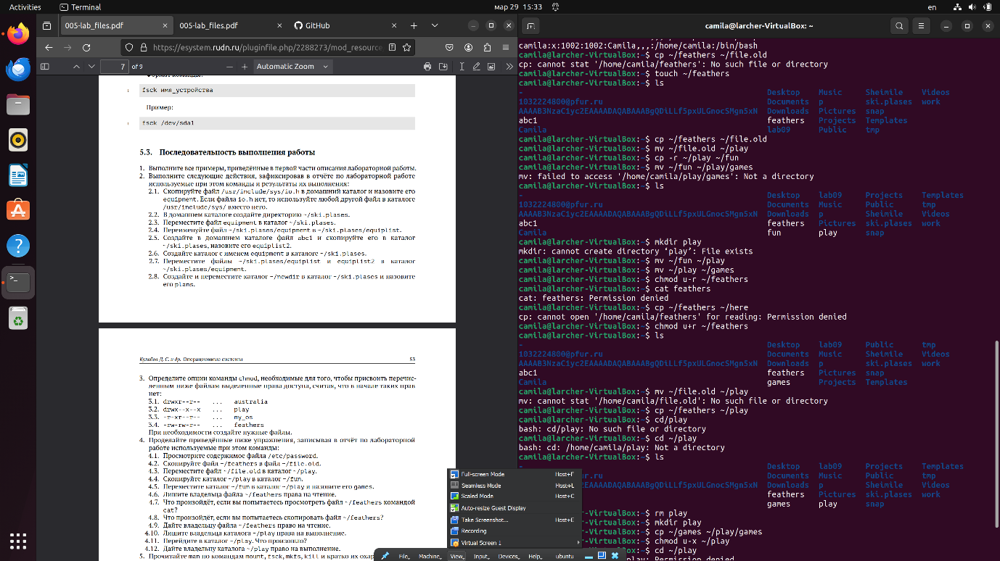 Activities
Terminal
мар 29 15:33
en
005-lab_files.pdf
005-lab_files.pdf
GitHub
https://esystem.rudn.ru/pluginfile.php/2288273/mod_resource
7 of 9
Automatic Zoom
fsck имя_устройства
Пример:
fsck /dev/sda1
5.3. Последовательность выполнения работы
1. Выполните все примеры, приведённые в первой части описания лабораторной работы.
2. Выполните следующие действия, зафиксировав в отчёте по лабораторной работе
используемые при этом команды и результаты их выполнения:
2.1. Скопируйте файл /usr/include/sys/io.h в домашний каталог и назовите его
equipment. Если файла io.h нет, то используйте любой другой файл в каталоге
/usr/include/sys/ вместо него.
2.2. В домашнем каталоге создайте директорию ~/ski.plases.
2.3. Переместите файл equipment в каталог ~/ski.plases.
2.4. Переименуйте файл ~/ski.plases/equipment в ~/ski.plases/equiplist.
2.5. Создайте в домашнем каталоге файл abc1 и скопируйте его в каталог
~/ski.plases, назовите его equiplist2.
2.6. Создайте каталог с именем equipment в каталоге ~/ski.plases.
2.7. Переместите файлы ~/ski.plases/equiplist и equiplist2 в каталог
~/ski.plases/equipment.
2.8. Создайте и переместите каталог ~/newdir в каталог ~/ski.plases и назовите
его plans.
Кулябов Д. С. и др. Операционные системы 53
3. Определите опции команды chmod, необходимые для того, чтобы присвоить перечис-
ленным ниже файлам выделенные права доступа, считая, что в начале таких прав
нет:
3.1. drwxr--r-- ... australia
3.2. drwx--x--x ... play
3.3. -r-xr--r-- ... my_os
3.4. -rw-rw-r-- ... feathers
При необходимости создайте нужные файлы.
4. Проделайте приведённые ниже упражнения, записывая в отчёт по лабораторной
работе используемые при этом команды:
4.1. Просмотрите содержимое файла /etc/password.
4.2. Скопируйте файл ~/feathers в файл ~/file.old.
4.3. Переместите файл ~/file.old в каталог ~/play.
4.4. Скопируйте каталог ~/play в каталог ~/fun.
4.5. Переместите каталог ~/fun в каталог ~/play и назовите его games.
4.6. Лишите владельца файла ~/feathers права на чтение.
4.7. Что произойдёт, если вы попытаетесь просмотреть файл ~/feathers командой
cat?
4.8. Что произойдёт, если вы попытаетесь скопировать файл ~/feathers?
4.9. Дайте владельцу файла ~/feathers право на чтение.
4.10. Лишите владельца каталога ~/play права на выполнение.
4.11. Перейдите в каталог ~/play. Что произошло?
4.12. Дайте владельцу каталога ~/play право на выполнение.
5. Прочитайте man по командам mount, fsck, mkfs, kill и кратко их
camila@larcher-VirtualBox: ~
camila:x:1002:1002:Camila,,,:/home/camila:/bin/bash
camila@larcher-VirtualBox:~$ cp ~/feathers ~/file.old
cp: cannot stat '/home/camila/feathers': No such file or directory
camila@larcher-VirtualBox:~$ touch ~/feathers
camila@larcher-VirtualBox:~$ ls
- Desktop Music Sheimile Videos
1032224800@pfur.ru Documents p ski.plases work
AAAAB3NzaC1yc2EAAAADAQABAAABgQDiLLf5pxULGnocSMgn5xN Downloads Pictures snap
abc1 feathers Projects Templates
Camila lab09 Public tmp
camila@larcher-VirtualBox:~$ cp ~/feathers ~/file.old
camila@larcher-VirtualBox:~$ mv ~/file.old ~/play
camila@larcher-VirtualBox:~$ cp -r ~/play ~/fun
camila@larcher-VirtualBox:~$ mv ~/fun ~/play/games
mv: failed to access '/home/camila/play/games': Not a directory
camila@larcher-VirtualBox:~$ ls
- Desktop lab09 Projects Templates
1032224800@pfur.ru Documents Music Public tmp
AAAAB3NzaC1yc2EAAAADAQABAAABgQDiLLf5pxULGnocSMgn5xN Downloads p Sheimile Videos
abc1 feathers Pictures ski.plases work
Camila fun play snap
camila@larcher-VirtualBox:~$ mkdir play
mkdir: cannot create directory ‘play’: File exists
camila@larcher-VirtualBox:~$ mv ~/fun ~/play
camila@larcher-VirtualBox:~$ mv ~/play ~/games
camila@larcher-VirtualBox:~$ chmod u-r ~/feathers
camila@larcher-VirtualBox:~$ cat feathers
cat: feathers: Permission denied
camila@larcher-VirtualBox:~$ cp ~/feathers ~/here
cp: cannot open '/home/camila/feathers' for reading: Permission denied
camila@larcher-VirtualBox:~$ chmod u+r ~/feathers
camila@larcher-VirtualBox:~$ ls
- Desktop lab09 Public tmp
1032224800@pfur.ru Documents Music Sheimile Videos
AAAAB3NzaC1yc2EAAAADAQABAAABgQDiLLf5pxULGnocSMgn5xN Downloads p ski.plases work
abc1 feathers Pictures snap
Camila games Projects Templates
camila@larcher-VirtualBox:~$ mv ~/file.old ~/play
mv: cannot stat '/home/camila/file.old': No such file or directory
camila@larcher-VirtualBox:~$ cp ~/feathers ~/play
camila@larcher-VirtualBox:~$ cd/play
bash: cd/play: No such file or directory
camila@larcher-VirtualBox:~$ cd ~/play
bash: cd: /home/camila/play: Not a directory
camila@larcher-VirtualBox:~$ ls
Desktop lab09 Projects Templates
Documents Music Public tmp
QABAAABgQDiLLf5pxULGnocSMgn5xN Downloads p Sheimile Videos
feathers Pictures ski.plases work
games play snap
-VirtualBox:~$ rm play
-VirtualBox:~$ mkdir play
-VirtualBox:~$ cp ~/games ~/play/games
-VirtualBox:~$ chmod u-x ~/play
-VirtualBox:~$ cd ~/play
play: Permission denied
Full-screen Mode Host+F
Seamless Mode Host+L
Scaled Mode Host+C
Auto-resize Guest Display
Take Screenshot... Host+E
Recording
Virtual Screen 1
File
Machine
View
Input
Devices
Help
ubuntu